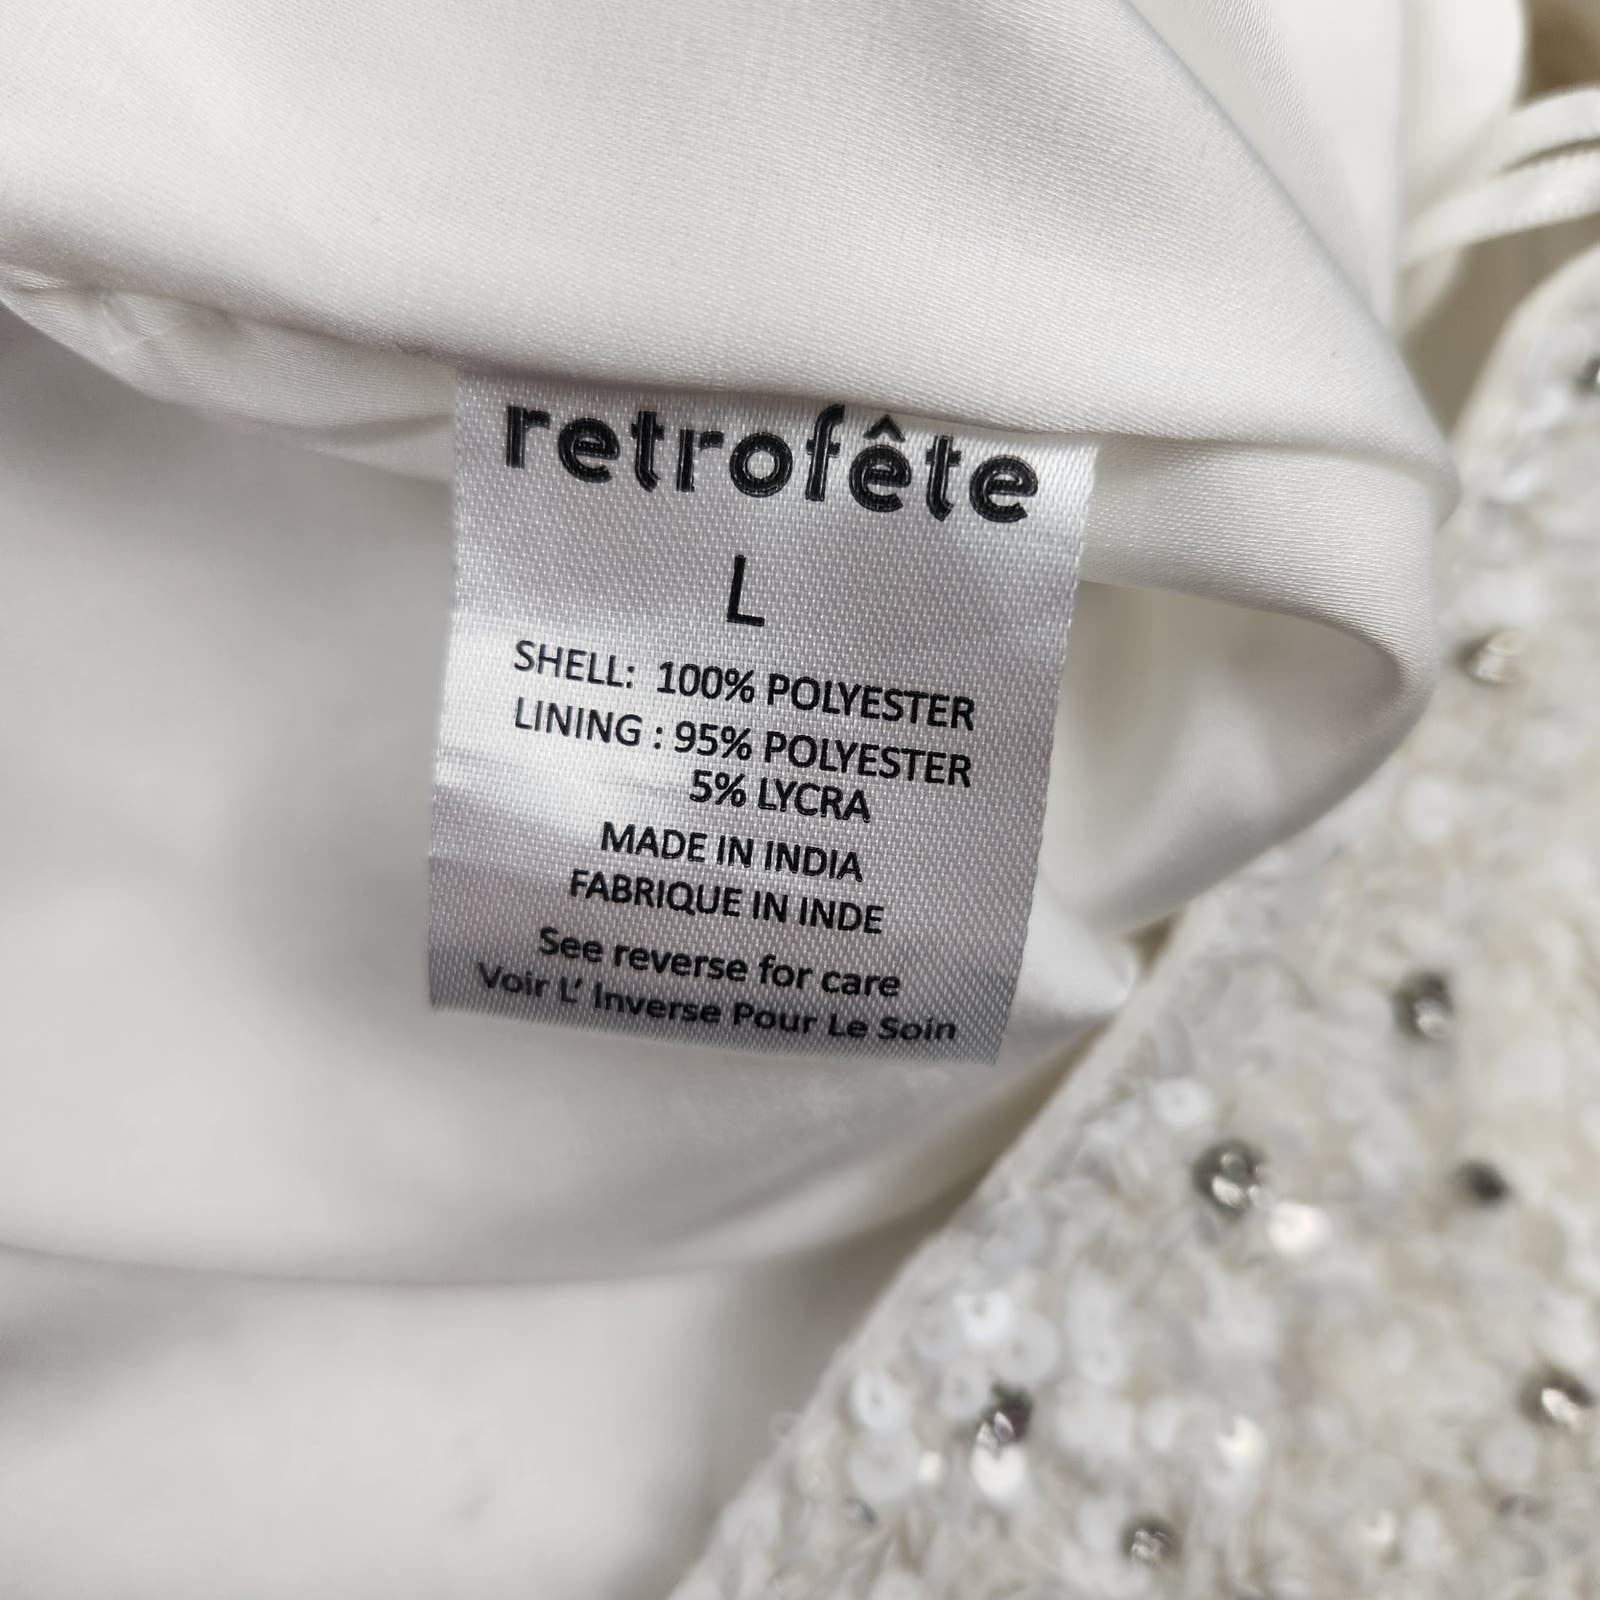 retrofête
L
SHELL: 100% POLYESTER
LINING : 95% POLYESTER
5% LYCRA
MADE IN INDIA
FABRIQUE IN INDE
See reverse for care
Voir L' Inverse Pour Le Soin